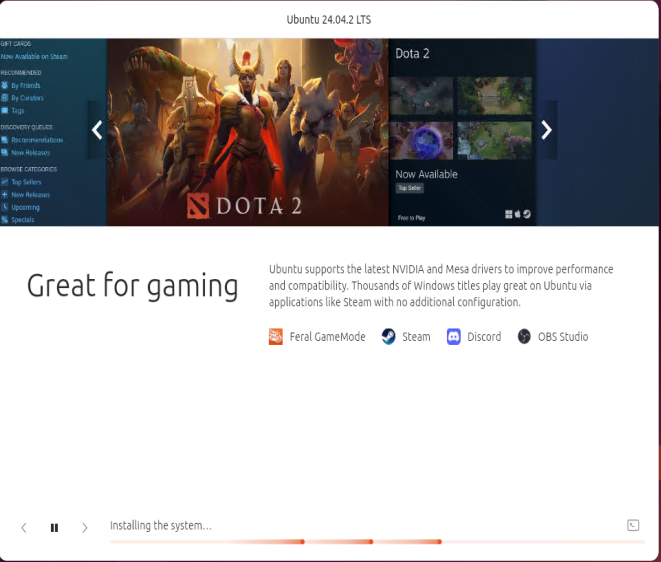 Ubuntu 24.04.2 LTS
GIFT CARDS
Now Available on Steam
RECOMMENDED
By Friends
By Curators
Tags
DISCOVERY QUEUES
Recommendations
New Releases
BROWSE CATEGORIES
Top Sellers
New Releases
Upcoming
Specials
DOTA 2
Dota 2
Now Available
Top Seller
Free to Play
Great for gaming
Ubuntu supports the latest NVIDIA and Mesa drivers to improve performance
and compatibility. Thousands of Windows titles play great on Ubuntu via
applications like Steam with no additional configuration.
Feral GameMode Steam Discord OBS Studio
Installing the system...